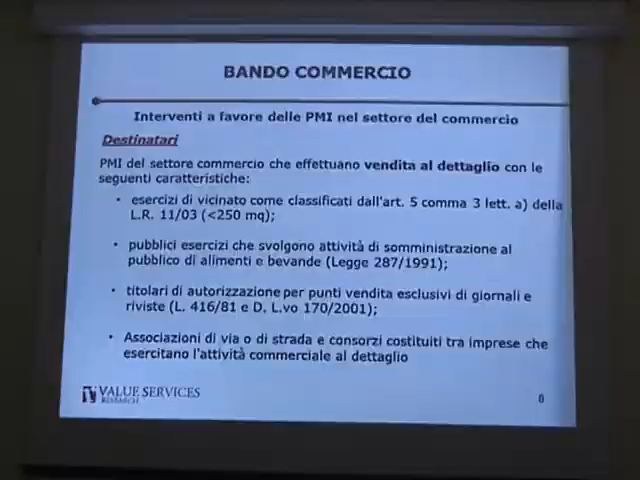 BANDO COMMERCIO
Interventi a favore delle PMI nel settore del commercio
Destinatari
PMI del settore commercio che effettuano vendita al dettaglio con le
seguenti caratteristiche:
• esercizi di vicinato come classificati dall'art. 5 comma 3 lett. a) della
L.R. 11/03 (<250 mq);
• pubblici esercizi che svolgono attività di somministrazione al
pubblico di alimenti e bevande (Legge 287/1991);
• titolari di autorizzazione per punti vendita esclusivi di giornali e
riviste (L. 416/81 e D. L.vo 170/2001);
• Associazioni di via o di strada e consorzi costituiti tra imprese che
esercitano l'attività commerciale al dettaglio
VALUE SERVICES
RESEARCH
0